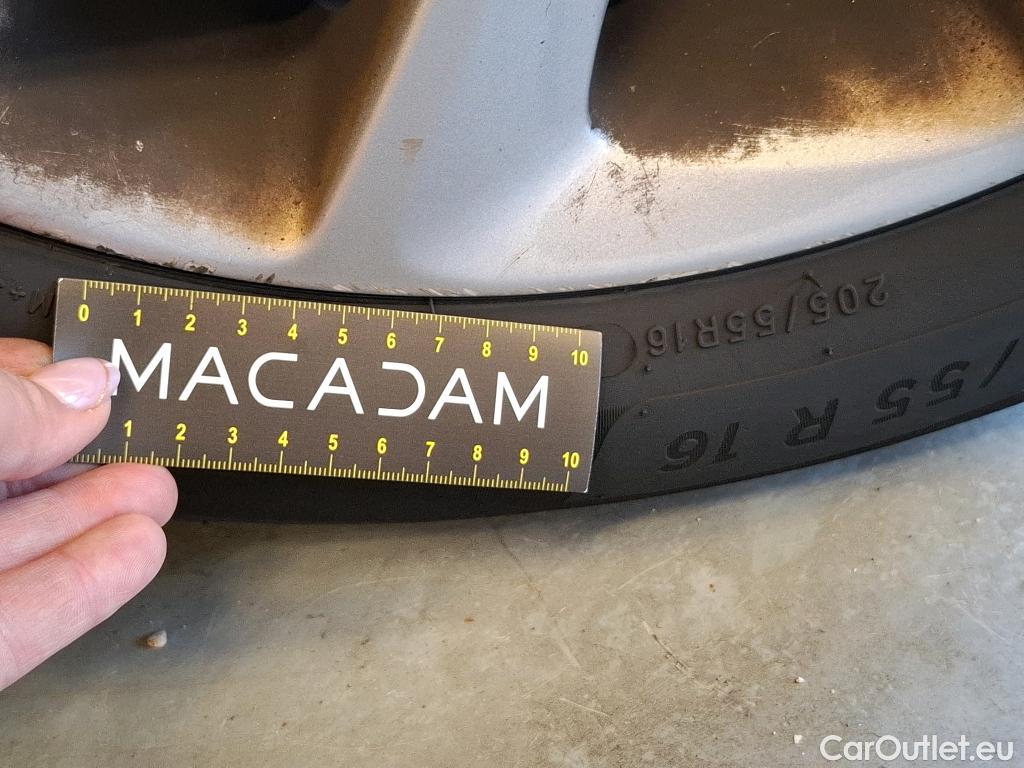 0 1 2 3 4 5 6 7 8 9 10
MACADAM
1 2 3 4 5 6 7 8 9 10
205/55R16
/55 R 16
M+
CarOutlet.eu